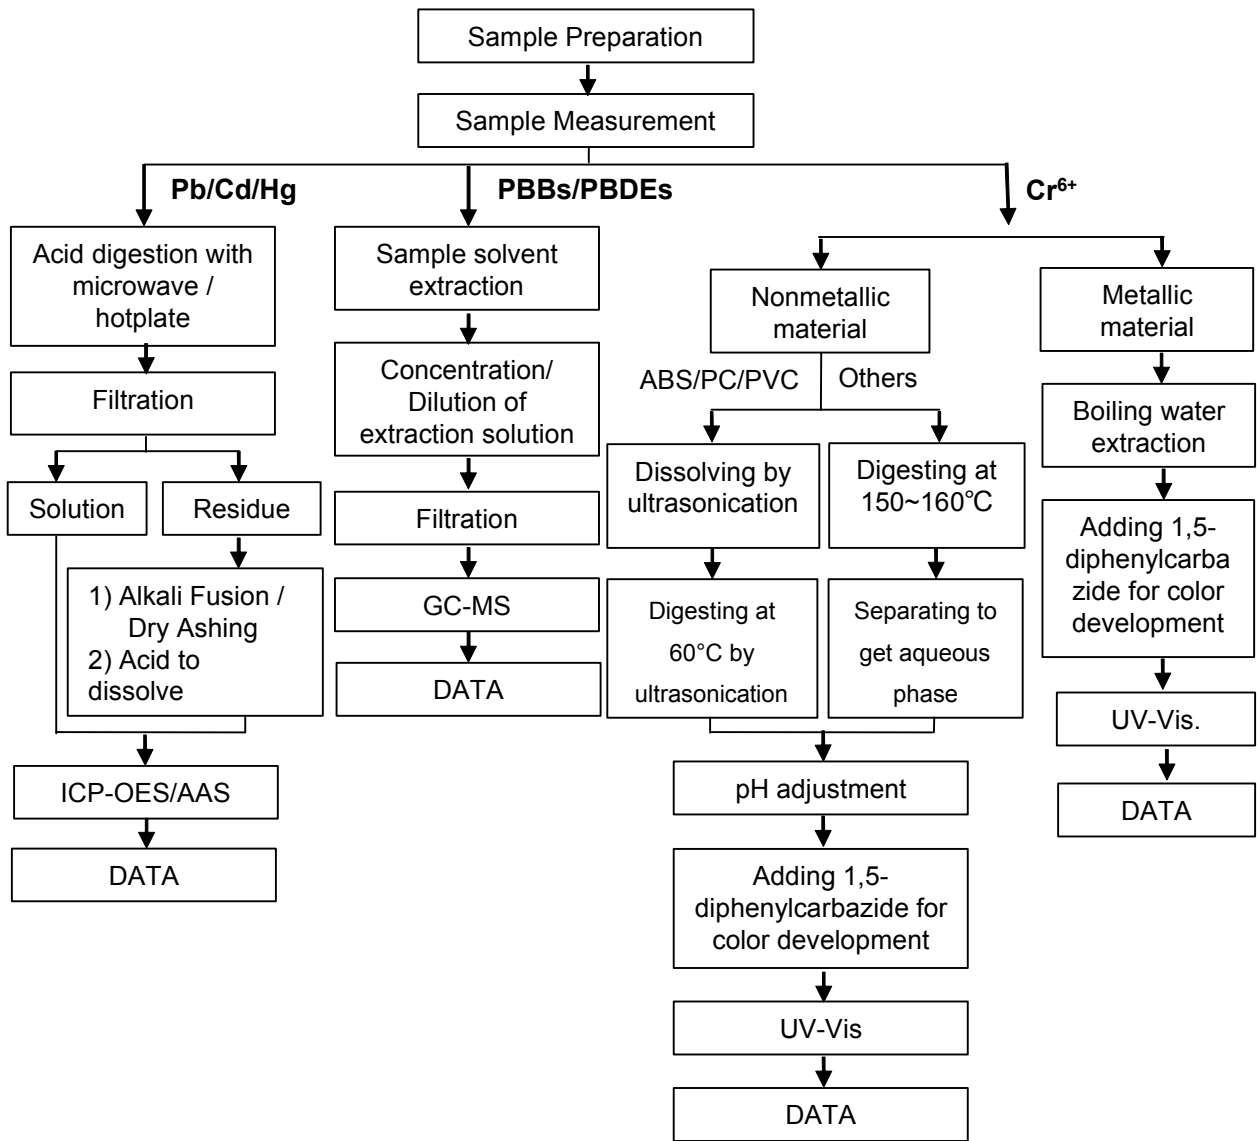 Sample Preparation
Sample Measurement
Pb/Cd/Hg
Acid digestion with
microwave /
hotplate
Filtration
Solution
Residue
1) Alkali Fusion /
Dry Ashing
2) Acid to
dissolve
ICP-OES/AAS
DATA
PBBs/PBDEs
Sample solvent
extraction
Concentration/
Dilution of
extraction solution
Filtration
GC-MS
DATA
Cr⁶⁺
Nonmetallic
material
ABS/PC/PVC
Others
Dissolving by
ultrasonication
Digesting at
60°C by
ultrasonication
Digesting at
150~160℃
Separating to
get aqueous
phase
pH adjustment
Adding 1,5-
diphenylcarbazide for
color development
UV-Vis
DATA
Metallic
material
Boiling water
extraction
Adding 1,5-
diphenylcarba
zide for color
development
UV-Vis.
DATA